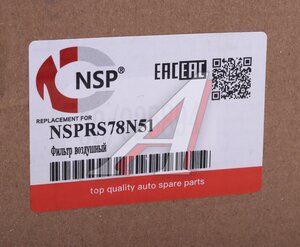 NSP®
EAC EAC
REPLACEMENT FOR
NSPRS78N51
Фильтр воздушный
top quality auto spare parts